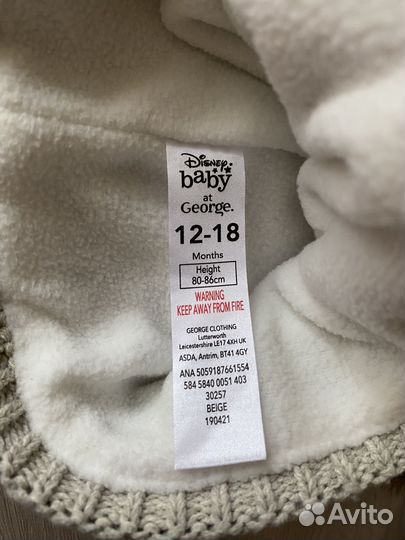 Disney
baby
at
George.
12-18
Months
Height
80-86cm
WARNING
KEEP AWAY FROM FIRE
GEORGE CLOTHING
Lutterworth
Leicestershire LE17 4XH UK
ASDA, Antrim, BT41 4GY
ANA 5059187661554
584 5840 0051 403
30257
BEIGE
190421
Avito